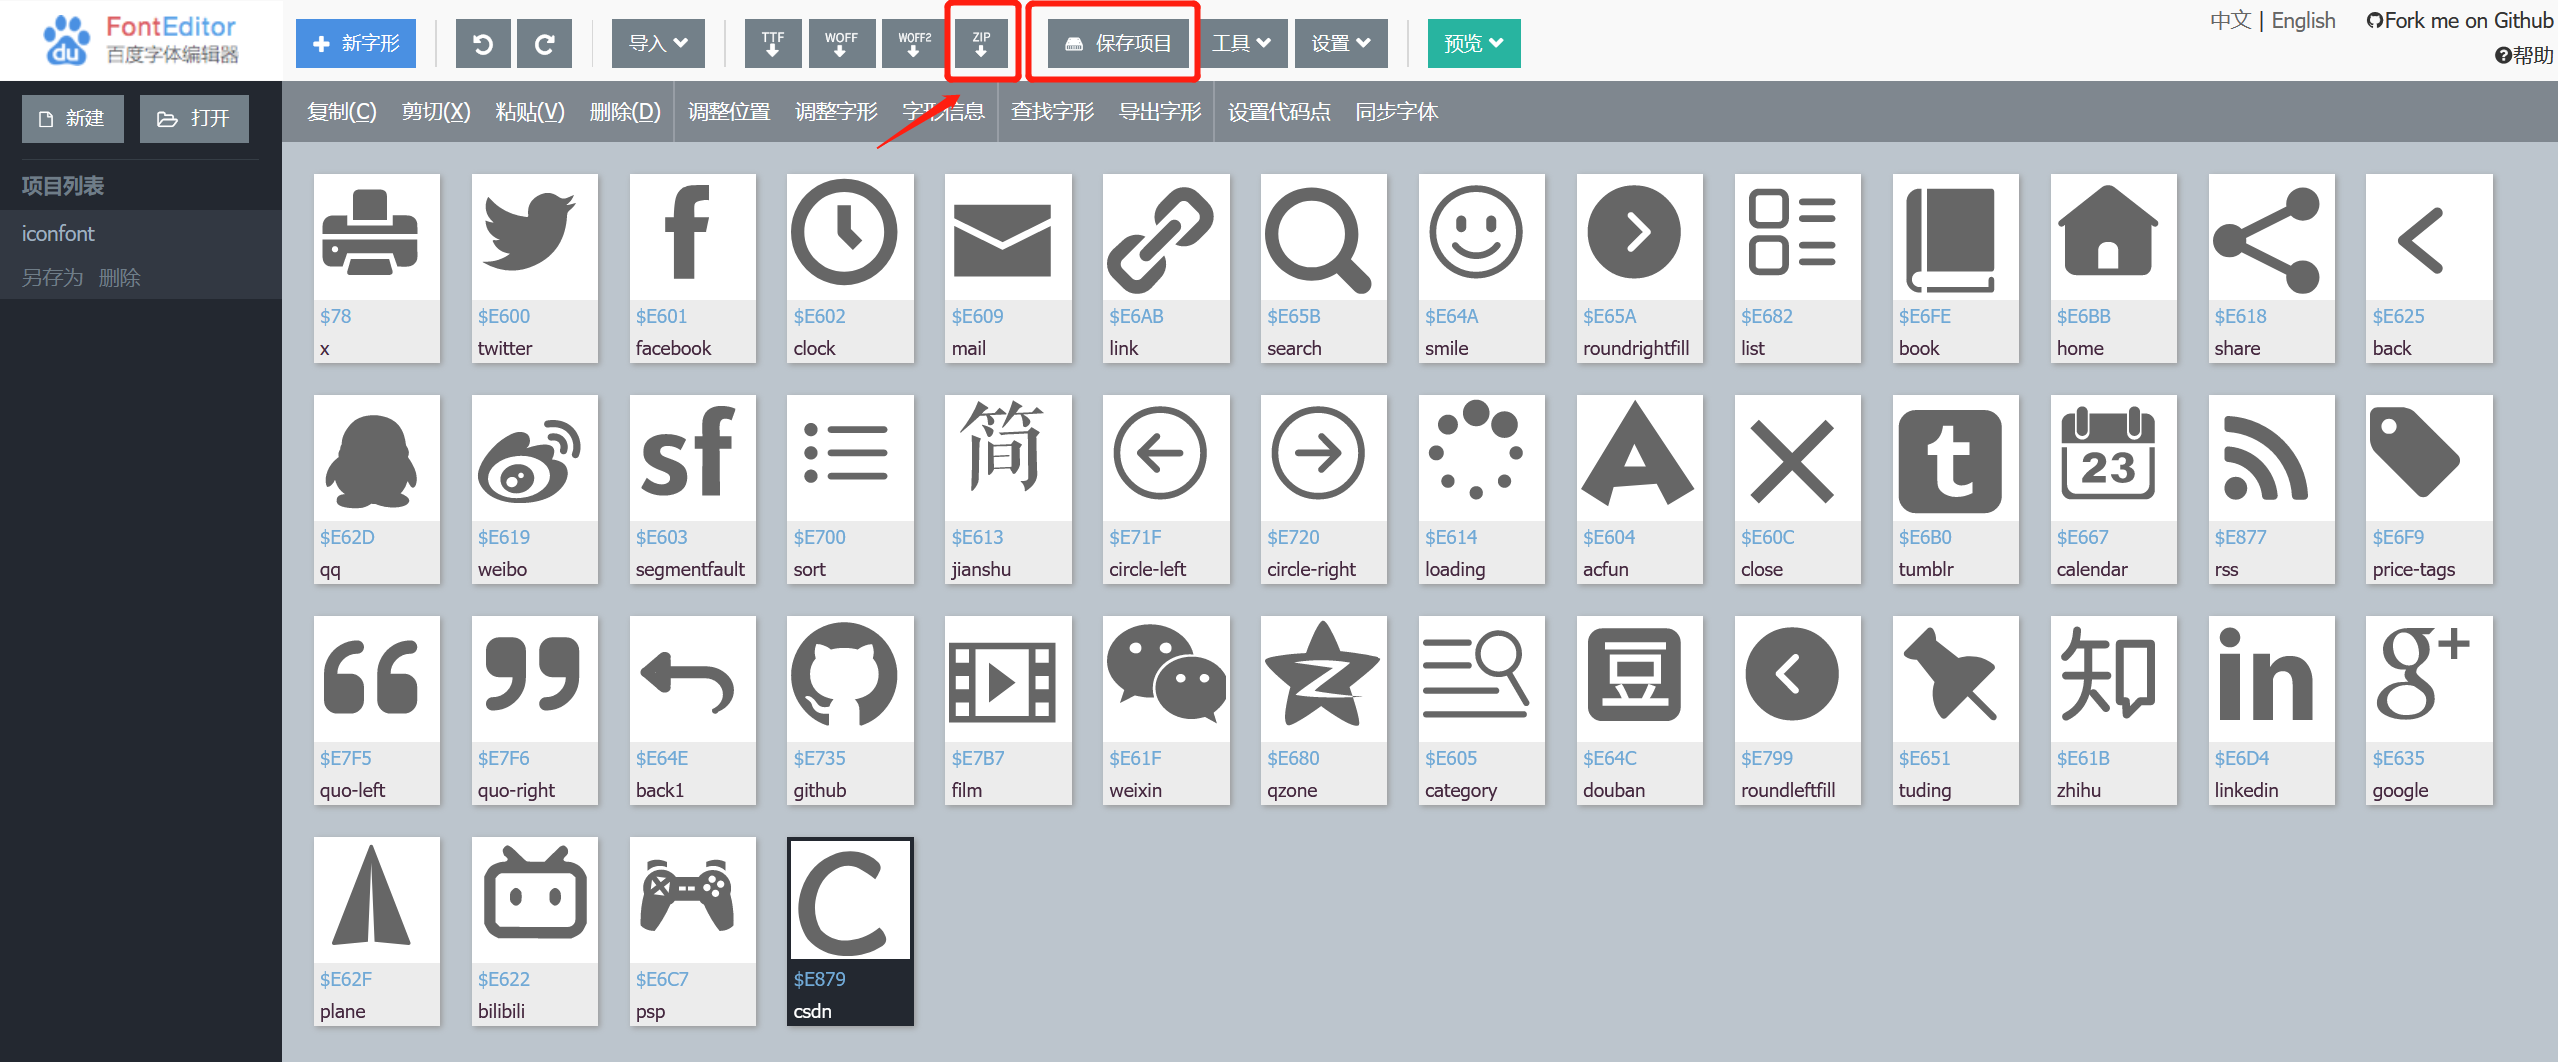 FontEditor
百度字体编辑器
du
新字形
导入
TTF
WOFF
WOFF2
ZIP
保存项目
工具
设置
预览
中文 | English
Fork me on Github
帮助
新建
打开
复制(C)
剪切(X)
粘贴(V)
删除(D)
调整位置
调整字形
字形信息
查找字形
导出字形
设置代码点
同步字体
项目列表
iconfont
另存为 删除
$78
x
$E600
twitter
$E601
facebook
$E602
clock
$E609
mail
$E6AB
link
$E65B
search
$E64A
smile
$E65A
roundrightfill
$E682
list
$E6FE
book
$E6BB
home
$E618
share
$E625
back
$E62D
qq
$E619
weibo
sf
$E603
segmentfault
$E700
sort
简
$E613
jianshu
$E71F
circle-left
$E720
circle-right
$E614
loading
A
$E604
acfun
$E60C
close
t
$E6B0
tumblr
23
$E667
calendar
$E877
rss
$E6F9
price-tags
$E7F5
quo-left
$E7F6
quo-right
$E64E
back1
$E735
github
$E7B7
film
$E61F
weixin
$E680
qzone
$E605
category
豆
$E64C
douban
$E799
roundleftfill
$E651
tuding
知
$E61B
zhihu
in
$E6D4
linkedin
g+
$E635
google
$E62F
plane
$E622
bilibili
$E6C7
psp
C
$E879
csdn